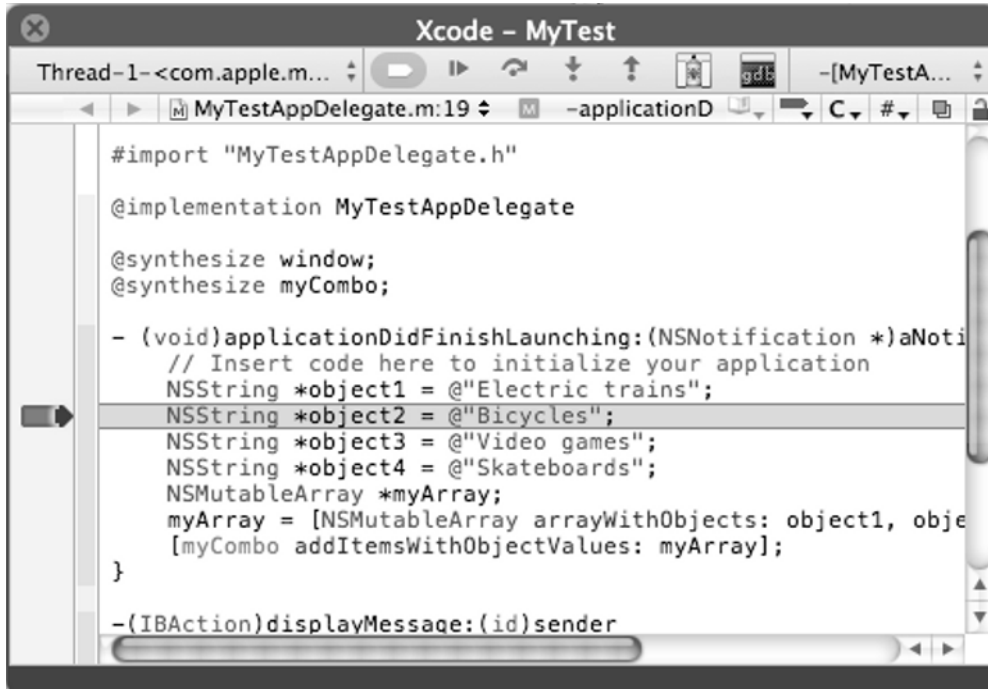 Xcode – MyTest
Thread-1-<com.apple.m... gdb -[MyTestA...
M MyTestAppDelegate.m:19 M -applicationD C #
#import "MyTestAppDelegate.h"
@implementation MyTestAppDelegate
@synthesize window;
@synthesize myCombo;
- (void)applicationDidFinishLaunching:(NSNotification *)aNoti
// Insert code here to initialize your application
NSString *object1 = @"Electric trains";
NSString *object2 = @"Bicycles";
NSString *object3 = @"Video games";
NSString *object4 = @"Skateboards";
NSMutableArray *myArray;
myArray = [NSMutableArray arrayWithObjects: object1, obje
[myCombo addItemsWithObjectValues: myArray];
}
-(IBAction)displayMessage:(id)sender